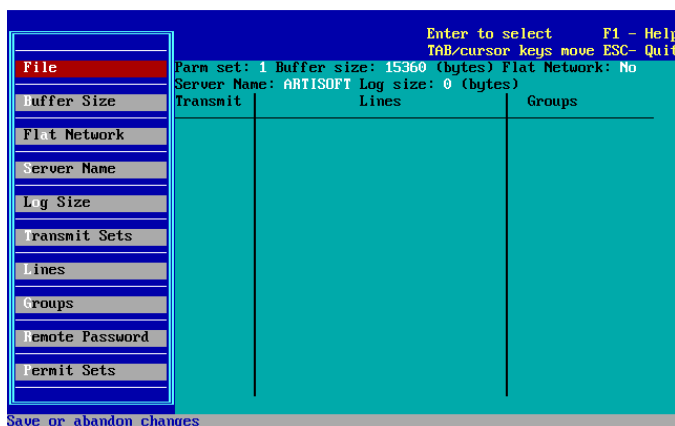 Enter to select F1 - Help
TAB/cursor keys move ESC- Quit
File
Parm set: 1 Buffer size: 15360 (bytes) Flat Network: No
Server Name: ARTISOFT Log size: 0 (bytes)
Buffer Size
Transmit Lines Groups
Flat Network
Server Name
Log Size
Transmit Sets
Lines
Groups
Remote Password
Permit Sets
Save or abandon changes